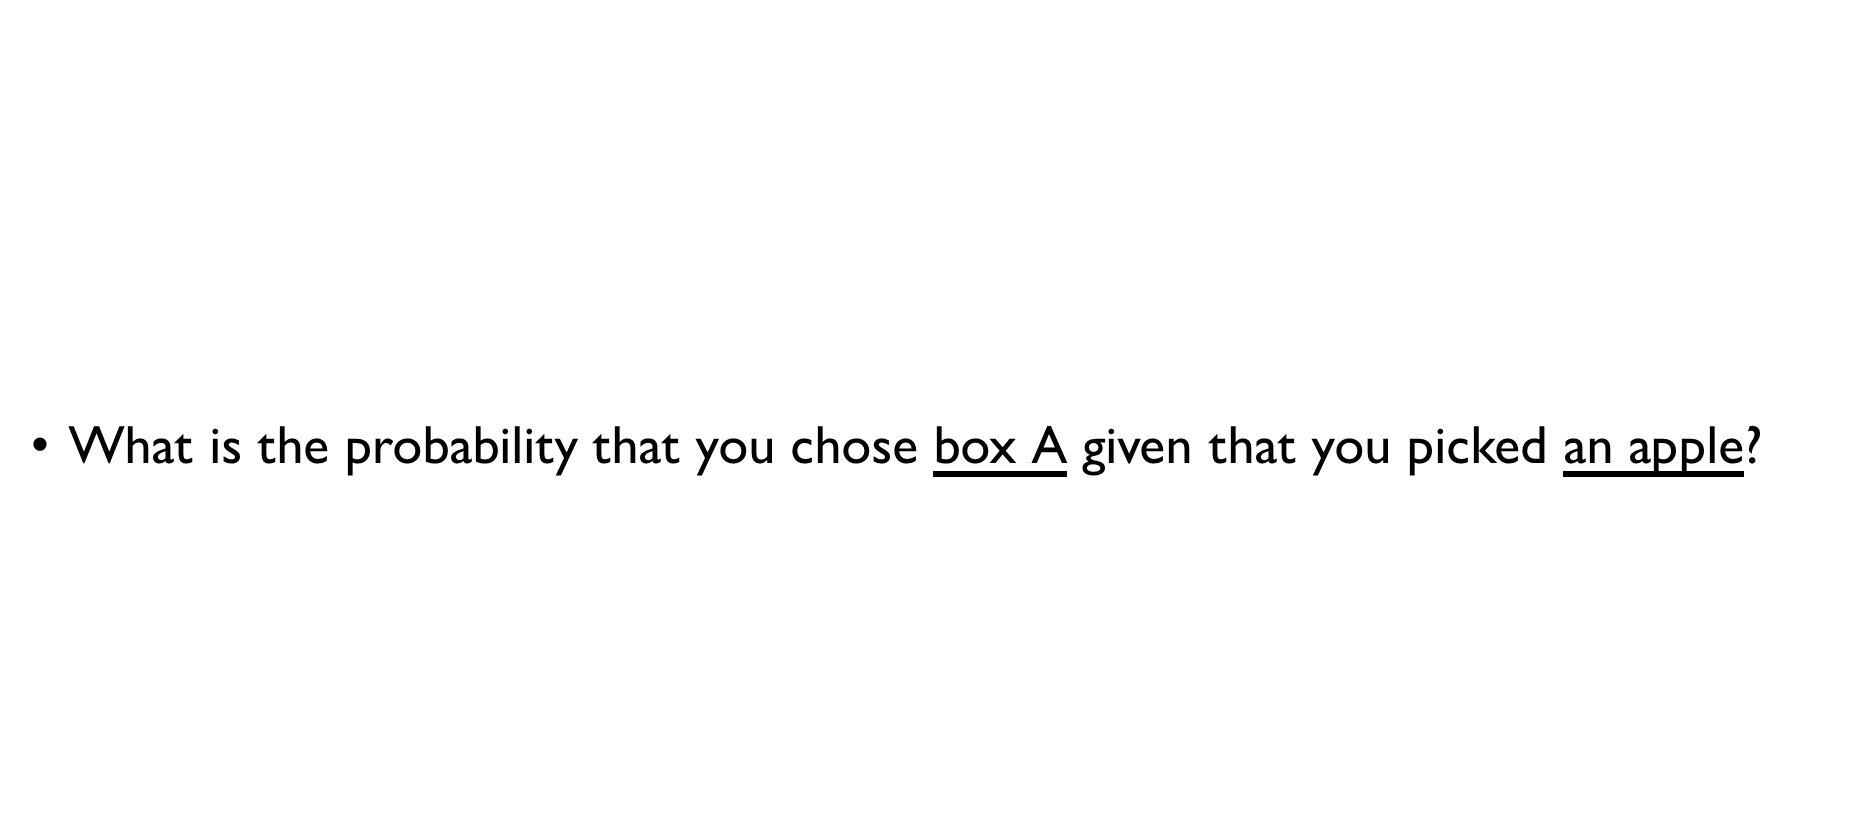 • What is the probability that you chose box A given that you picked an apple?